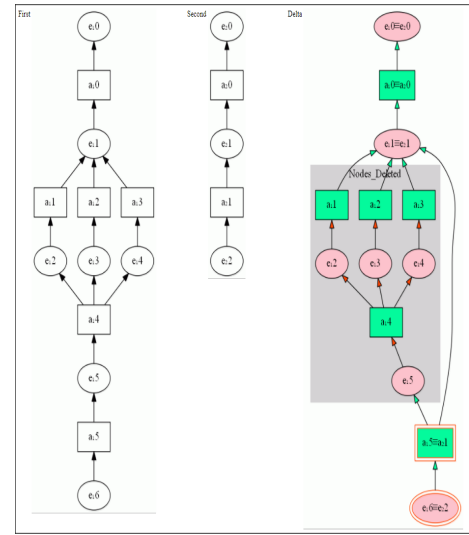 First
e₁0
a₁0
e₁1
a₁1 a₁2 a₁3
e₁2 e₁3 e₁4
a₁4
e₁5
a₁5
e₁6
Second
e₂0
a₂0
e₂1
a₂1
e₂2
Delta
e₁0≡e₂0
a₁0≡a₂0
e₁1≡e₂1
Nodes_Deleted
a₁1 a₁2 a₁3
e₁2 e₁3 e₁4
a₁4
e₁5
a₁5≡a₂1
e₁6≡e₂2